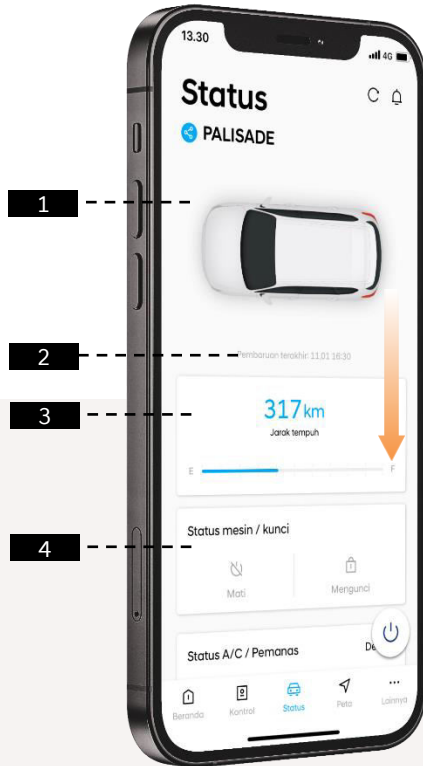 13.30
4G
Status
PALISADE
1
2
Pembaruan terakhir: 11.01 16:30
3
317km
Jarak tempuh
E
F
4
Status mesin / kunci
Mati
Mengunci
Status A/C / Pemanas
De
Beranda
Kontrol
Status
Peta
Lainnya